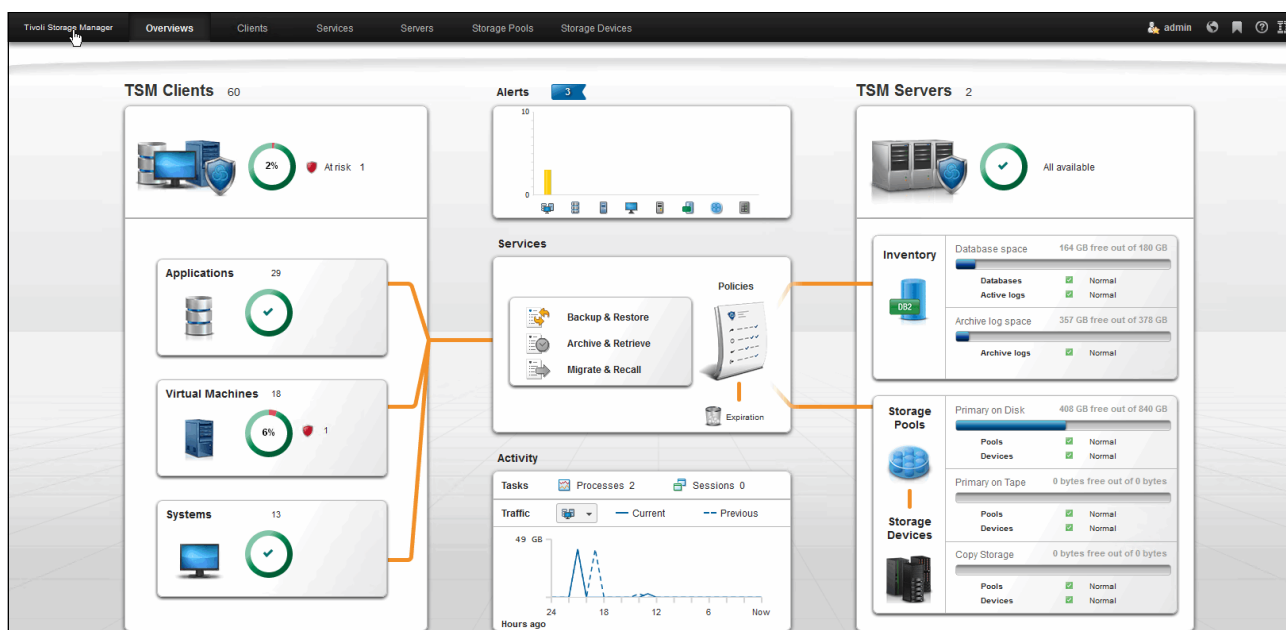 Tivoli Storage Manager Overviews Clients Services Servers Storage Pools Storage Devices admin
TSM Clients 60
2%
At risk 1
Applications 29
Virtual Machines 18
6%
1
Systems 13
Alerts 3
10
0
Services
Policies
Backup & Restore
Archive & Retrieve
Migrate & Recall
Expiration
Activity
Tasks Processes 2 Sessions 0
Traffic Current Previous
49 GB
0
24 18 12 6 Now
Hours ago
TSM Servers 2
All available
Inventory
DB2
Database space 164 GB free out of 180 GB
Databases Normal
Active logs Normal
Archive log space 357 GB free out of 378 GB
Archive logs Normal
Storage
Pools
Storage
Devices
Primary on Disk 408 GB free out of 840 GB
Pools Normal
Devices Normal
Primary on Tape 0 bytes free out of 0 bytes
Pools Normal
Devices Normal
Copy Storage 0 bytes free out of 0 bytes
Pools Normal
Devices Normal